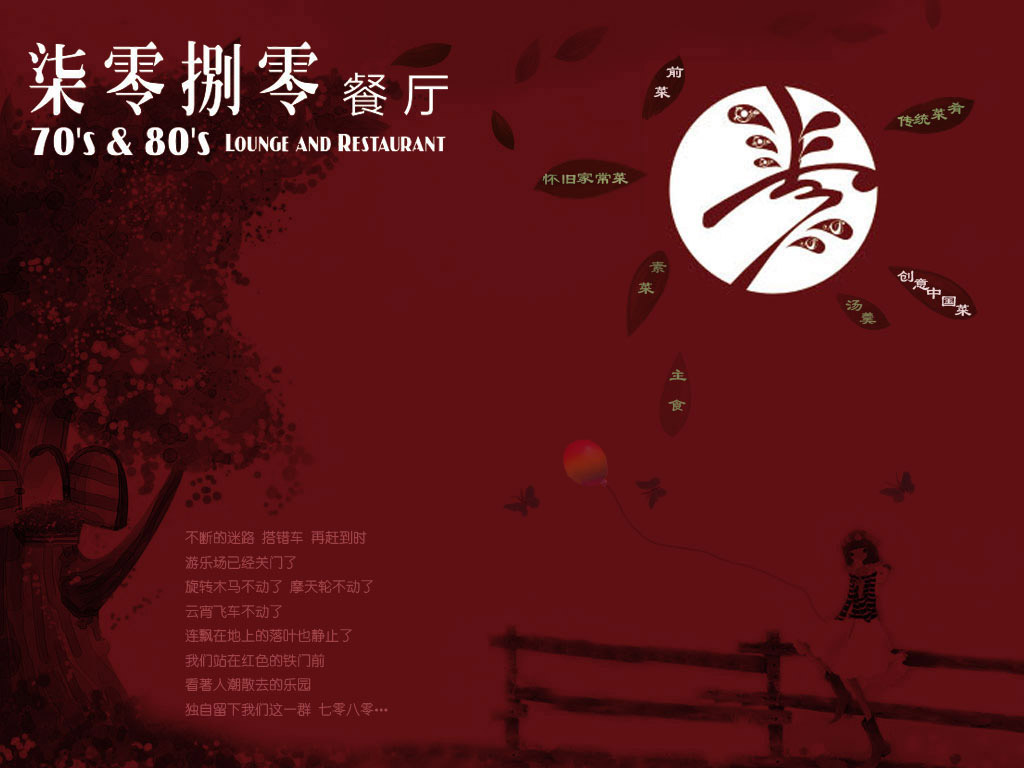 柒零捌零 餐厅
70's & 80's LOUNGE AND RESTAURANT
前菜
传统菜肴
怀旧家常菜
素菜
创意中国菜
汤羹
主食
不断的迷路 搭错车 再赶到时
游乐场已经关门了
旋转木马不动了 摩天轮不动了
云宵飞车不动了
连飘在地上的落叶也静止了
我们站在红色的铁门前
看著人潮散去的乐园
独自留下我们这一群 七零八零•••